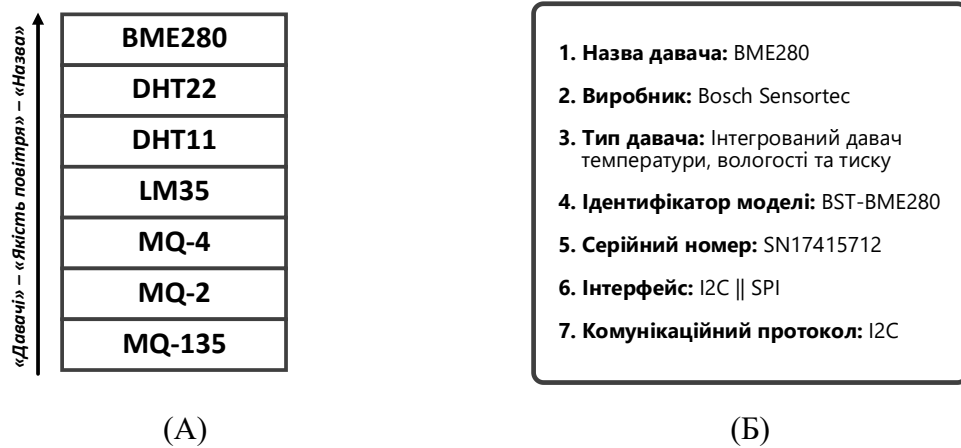 «Давачі» – «Якість повітря» – «Назва»
BME280
DHT22
DHT11
LM35
MQ-4
MQ-2
MQ-135
(А)
1. Назва давача: BME280
2. Виробник: Bosch Sensortec
3. Тип давача: Інтегрований давач
температури, вологості та тиску
4. Ідентифікатор моделі: BST-BME280
5. Серійний номер: SN17415712
6. Інтерфейс: I2C || SPI
7. Комунікаційний протокол: I2C
(Б)